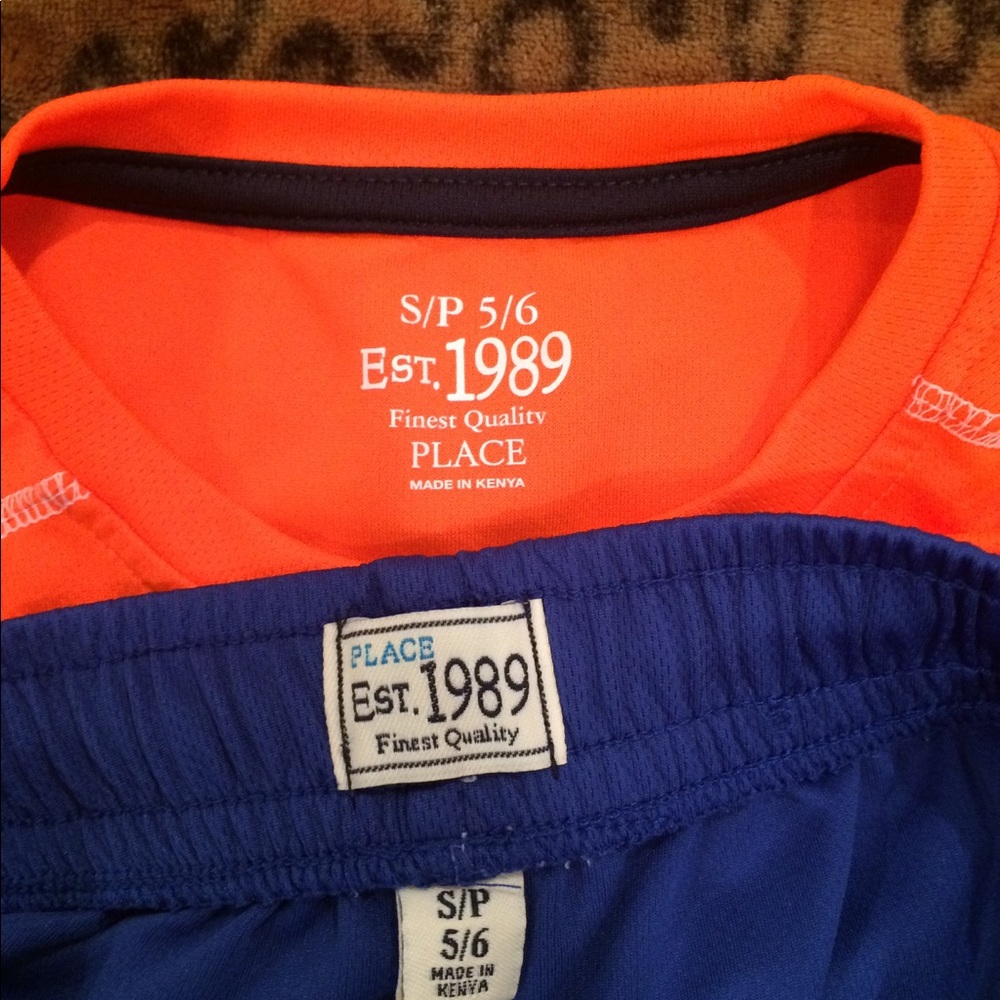 S/P 5/6
EST. 1989
Finest Quality
PLACE
MADE IN KENYA
PLACE
EST. 1989
Finest Quality
S/P
5/6
MADE IN
KENYA